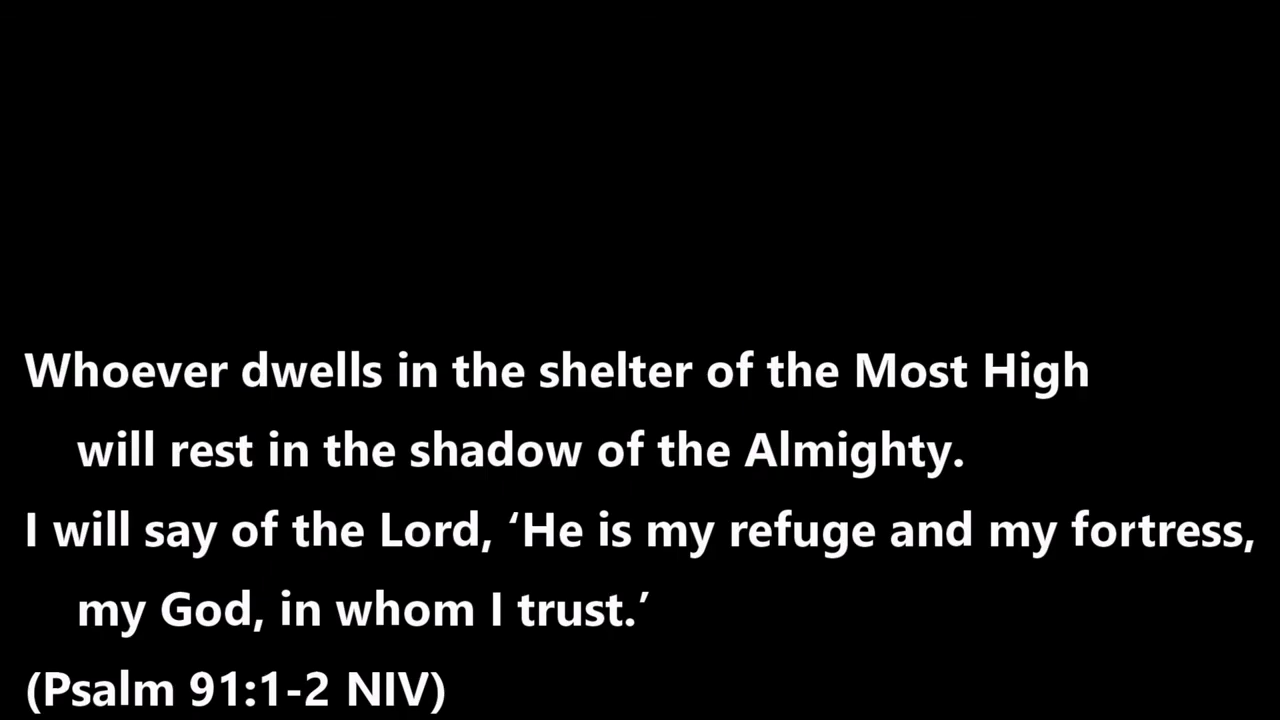 Whoever dwells in the shelter of the Most High
will rest in the shadow of the Almighty.
I will say of the Lord, ‘He is my refuge and my fortress,
my God, in whom I trust.’
(Psalm 91:1-2 NIV)